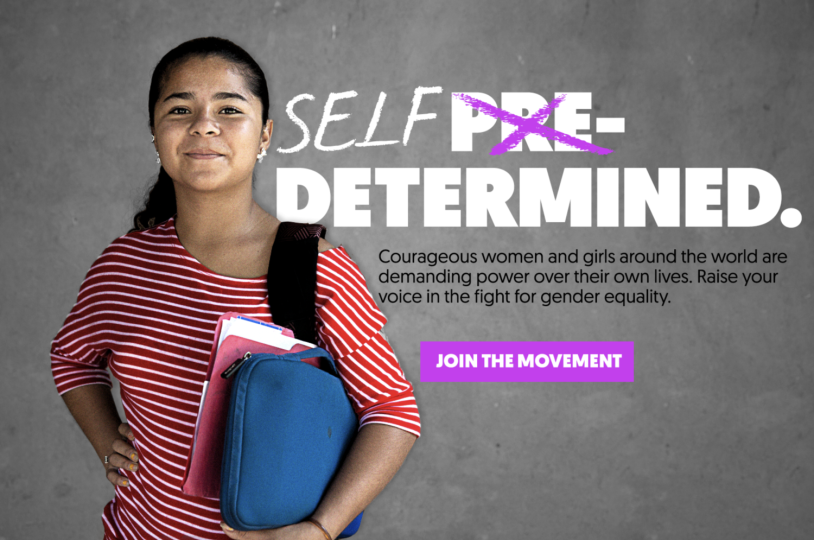 SELF PRE-
DETERMINED.
Courageous women and girls around the world are
demanding power over their own lives. Raise your
voice in the fight for gender equality.
JOIN THE MOVEMENT